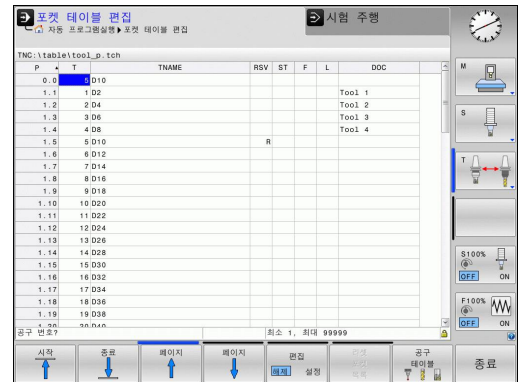 포켓 테이블 편집
자동 프로그램실행 포켓 테이블 편집
시험 주행
TNC:\table\tool_p.tch
P T TNAME RSV ST F L DOC
0.0 5 D10
1.1 1 D2 Tool 1
1.2 2 D4 Tool 2
1.3 3 D6 Tool 3
1.4 4 D8 Tool 4
1.5 5 D10 R
1.6 6 D12
1.7 7 D14
1.8 8 D16
1.9 9 D18
1.10 10 D20
1.11 11 D22
1.12 12 D24
1.13 13 D26
1.14 14 D28
1.15 15 D30
1.16 16 D32
1.17 17 D34
1.18 18 D36
1.19 19 D38
1.20 20 D40
공구 번호?
최소 1, 최대 99999
M
S
T
S100%
OFF ON
F100%
OFF ON
시작
종료
페이지
페이지
편집
해제 설정
공구
테이블
종료